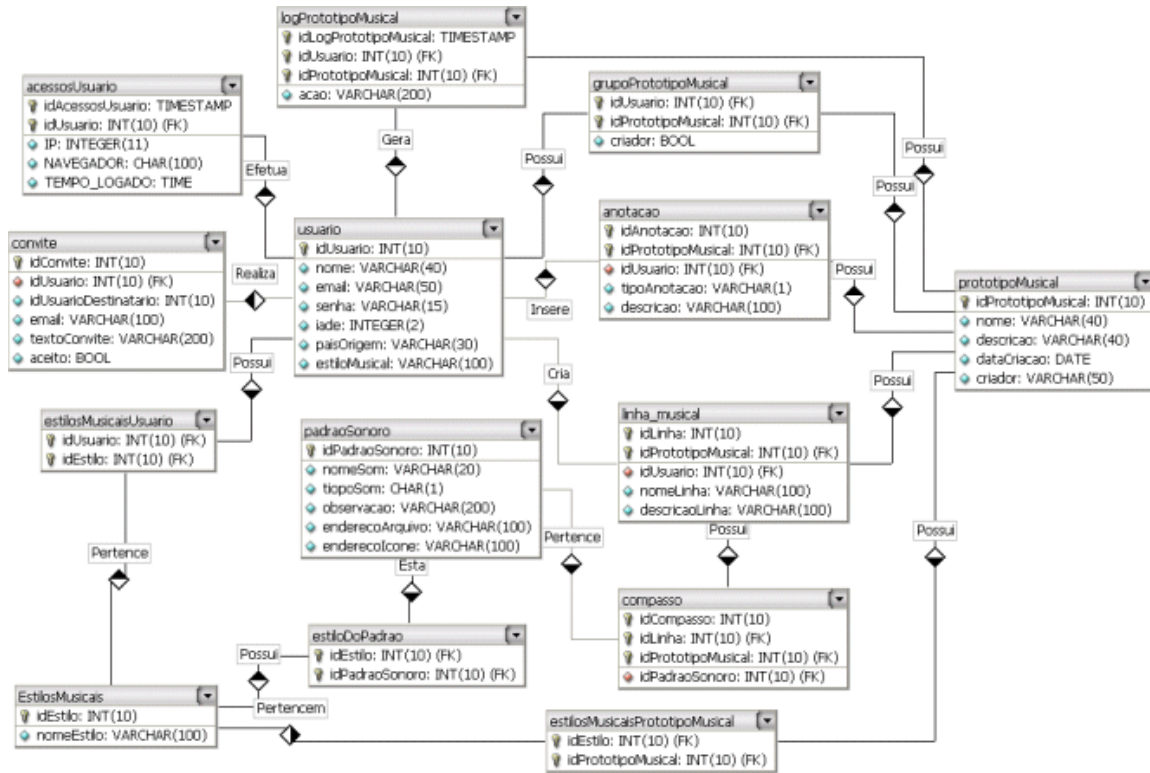 logPrototipoMusical
idLogPrototipoMusical: TIMESTAMP
idUsuario: INT(10) (FK)
idPrototipoMusical: INT(10) (FK)
acao: VARCHAR(200)
acessosUsuario
idAcessosUsuario: TIMESTAMP
idUsuario: INT(10) (FK)
IP: INTEGER(11)
NAVEGADOR: CHAR(100)
TEMPO_LOGADO: TIME
grupoPrototipoMusical
idUsuario: INT(10) (FK)
idPrototipoMusical: INT(10) (FK)
criador: BOOL
Gera
Possui
Possui
Efetua
Possui
convite
idConvite: INT(10)
idUsuario: INT(10) (FK)
idUsuarioDestinatario: INT(10)
email: VARCHAR(100)
textoConvite: VARCHAR(200)
aceito: BOOL
Realiza
usuario
idUsuario: INT(10)
nome: VARCHAR(40)
email: VARCHAR(50)
senha: VARCHAR(15)
iade: INTEGER(2)
paisOrigem: VARCHAR(30)
estiloMusical: VARCHAR(100)
Insere
anotacao
idAnotacao: INT(10)
idPrototipoMusical: INT(10) (FK)
idUsuario: INT(10) (FK)
tipoAnotacao: VARCHAR(1)
descricao: VARCHAR(100)
Possui
prototipoMusical
idPrototipoMusical: INT(10)
nome: VARCHAR(40)
descricao: VARCHAR(40)
dataCriacao: DATE
criador: VARCHAR(50)
Possui
Cria
Possui
estilosMusicaisUsuario
idUsuario: INT(10) (FK)
idEstilo: INT(10) (FK)
padraoSonoro
idPadraoSonoro: INT(10)
nomeSom: VARCHAR(20)
tiopoSom: CHAR(1)
observacao: VARCHAR(200)
enderecoArquivo: VARCHAR(100)
enderecoIcone: VARCHAR(100)
linha_musical
idLinha: INT(10)
idPrototipoMusical: INT(10) (FK)
idUsuario: INT(10) (FK)
nomeLinha: VARCHAR(100)
descricaoLinha: VARCHAR(100)
Pertence
Pertence
Possui
Possui
Esta
compasso
idCompasso: INT(10)
idLinha: INT(10) (FK)
idPrototipoMusical: INT(10) (FK)
idPadraoSonoro: INT(10) (FK)
estiloDoPadrao
idEstilo: INT(10) (FK)
idPadraoSonoro: INT(10) (FK)
Possui
Pertencem
EstilosMusicais
idEstilo: INT(10)
nomeEstilo: VARCHAR(100)
estilosMusicaisPrototipoMusical
idEstilo: INT(10) (FK)
idPrototipoMusical: INT(10) (FK)